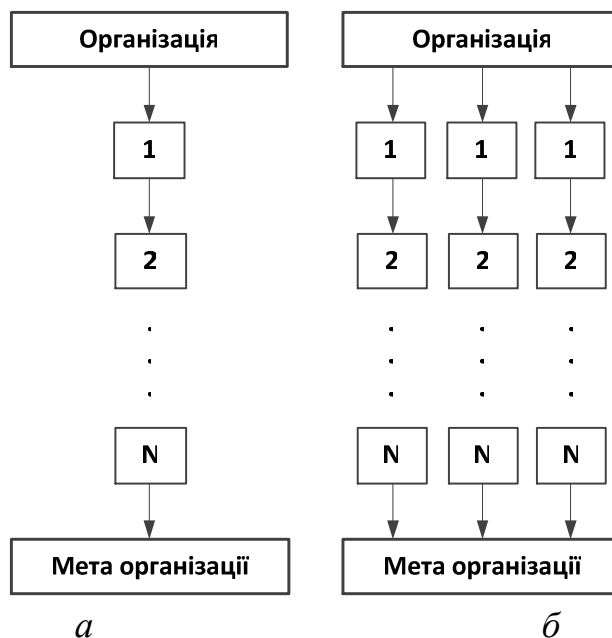 Організація Організація
1 1 1 1
2 2 2 2
N N N N
Мета організації Мета організації
а б